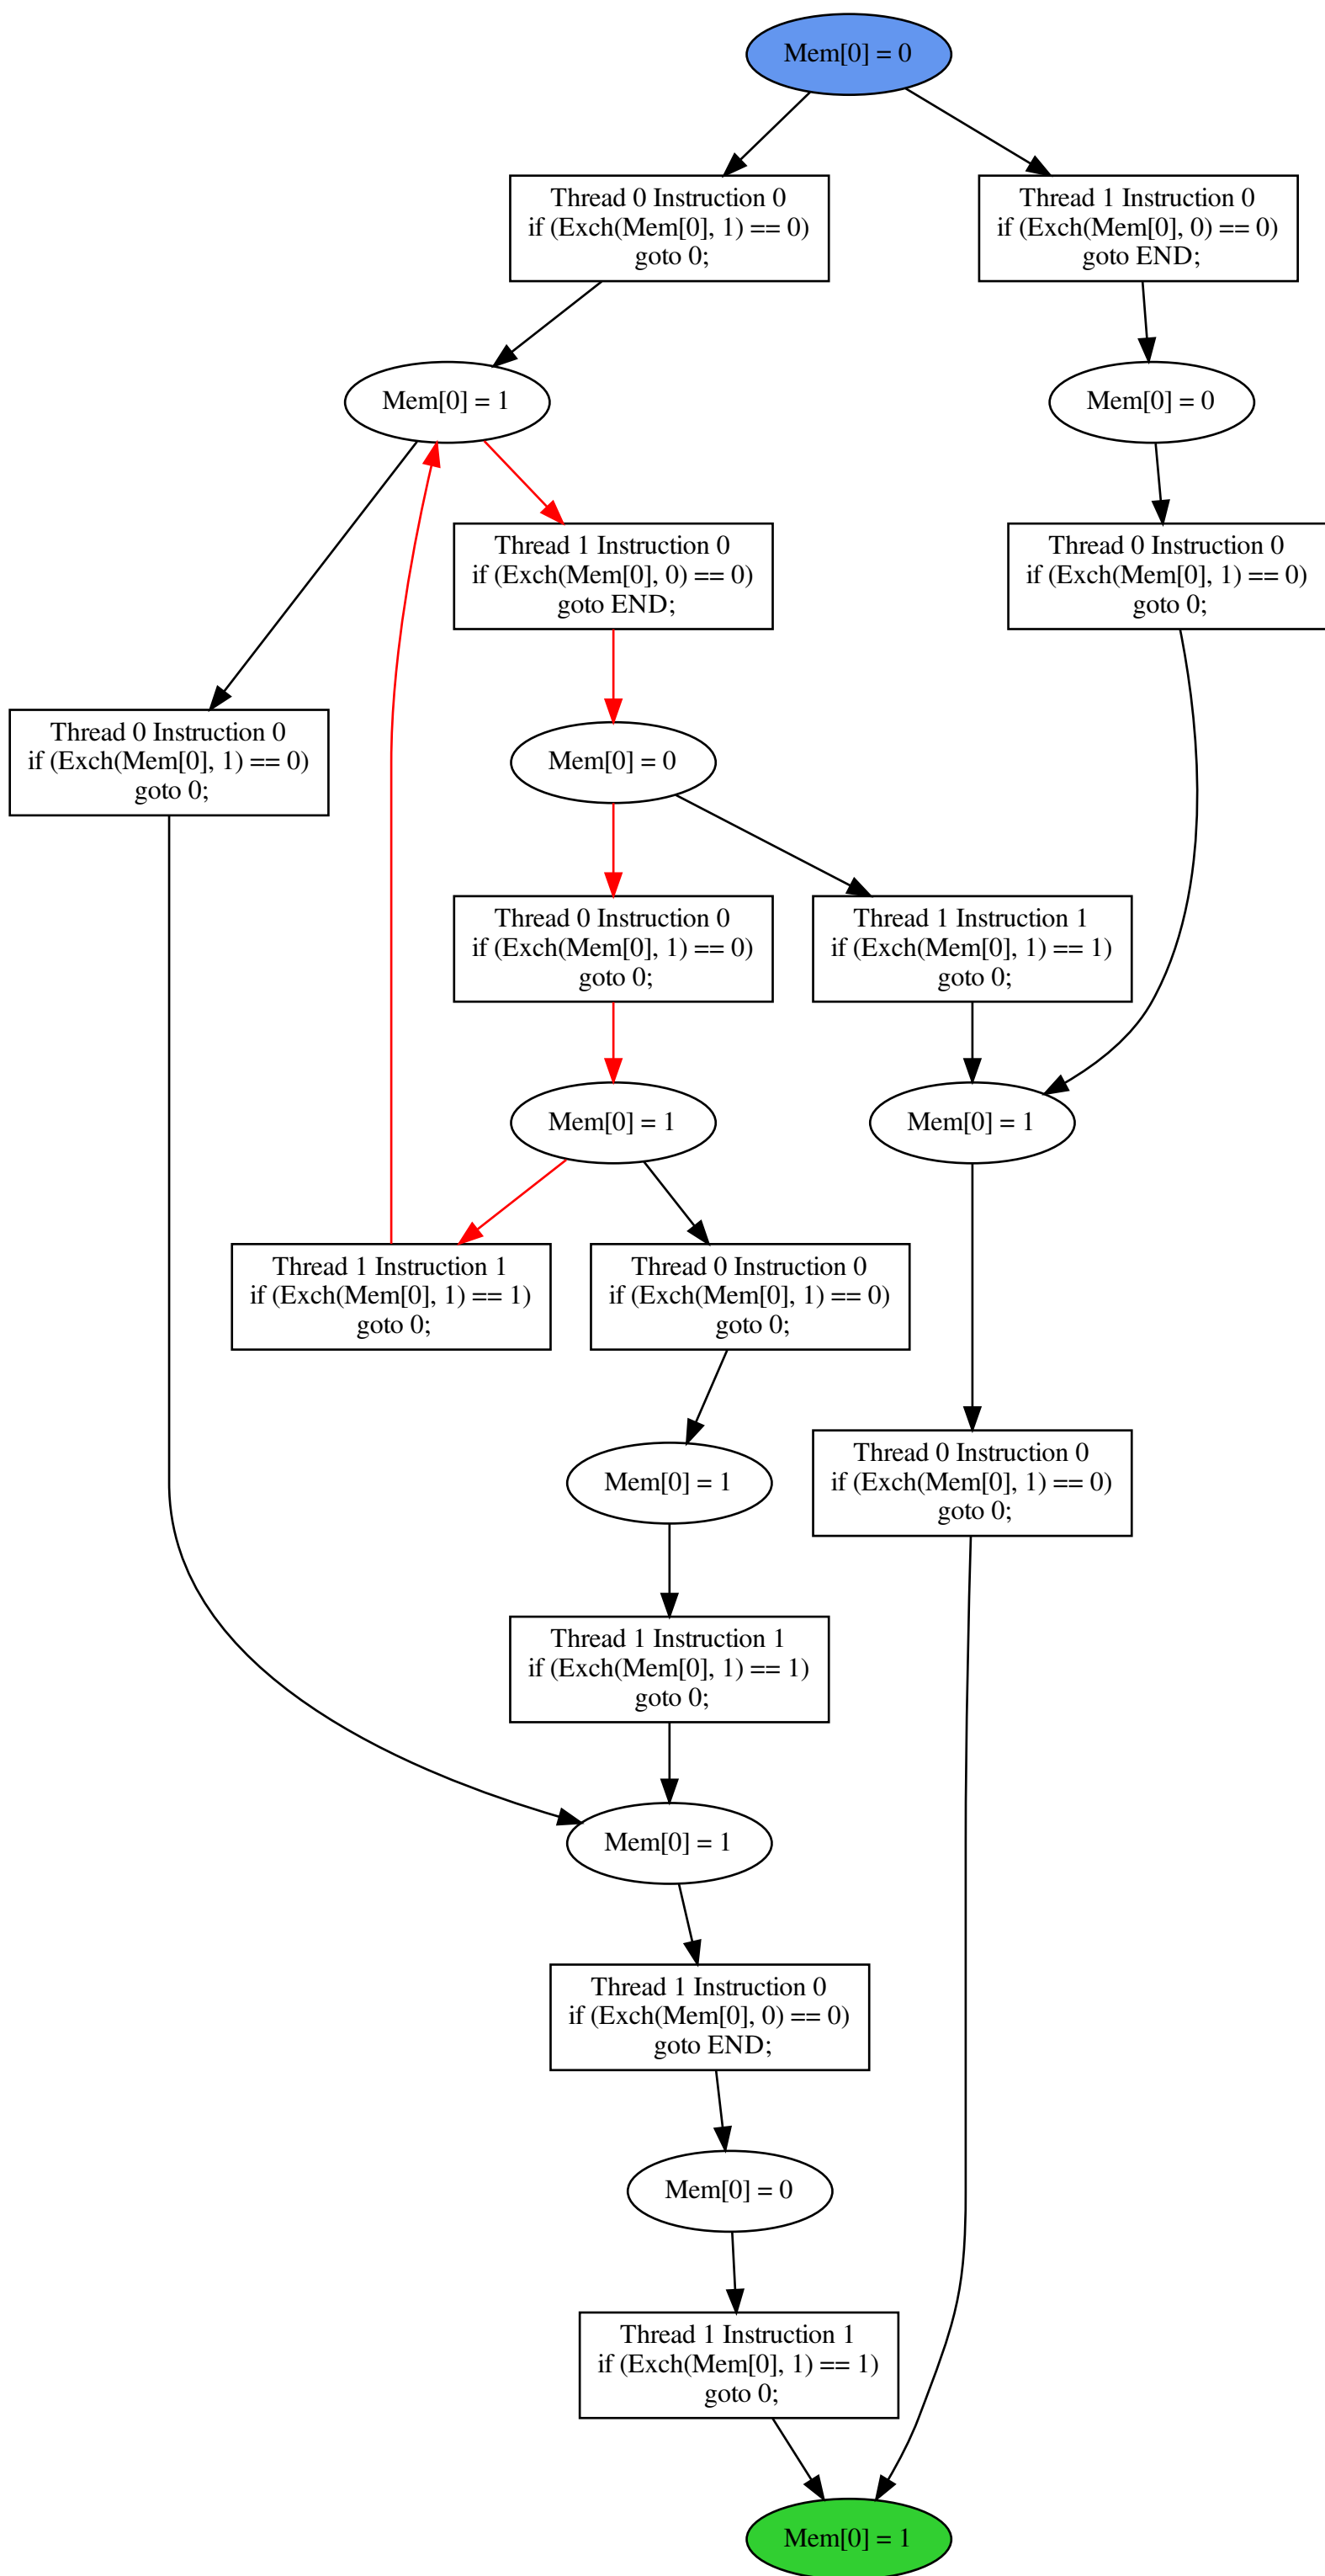 Mem[0] = 0
Thread 0 Instruction 0
if (Exch(Mem[0], 1) == 0)
goto 0;
Thread 1 Instruction 0
if (Exch(Mem[0], 0) == 0)
goto END;
Mem[0] = 1
Mem[0] = 0
Thread 1 Instruction 0
if (Exch(Mem[0], 0) == 0)
goto END;
Thread 0 Instruction 0
if (Exch(Mem[0], 1) == 0)
goto 0;
Thread 0 Instruction 0
if (Exch(Mem[0], 1) == 0)
goto 0;
Mem[0] = 0
Thread 0 Instruction 0
if (Exch(Mem[0], 1) == 0)
goto 0;
Thread 1 Instruction 1
if (Exch(Mem[0], 1) == 1)
goto 0;
Mem[0] = 1
Mem[0] = 1
Thread 1 Instruction 1
if (Exch(Mem[0], 1) == 1)
goto 0;
Thread 0 Instruction 0
if (Exch(Mem[0], 1) == 0)
goto 0;
Mem[0] = 1
Thread 0 Instruction 0
if (Exch(Mem[0], 1) == 0)
goto 0;
Thread 1 Instruction 1
if (Exch(Mem[0], 1) == 1)
goto 0;
Mem[0] = 1
Thread 1 Instruction 0
if (Exch(Mem[0], 0) == 0)
goto END;
Mem[0] = 0
Thread 1 Instruction 1
if (Exch(Mem[0], 1) == 1)
goto 0;
Mem[0] = 1